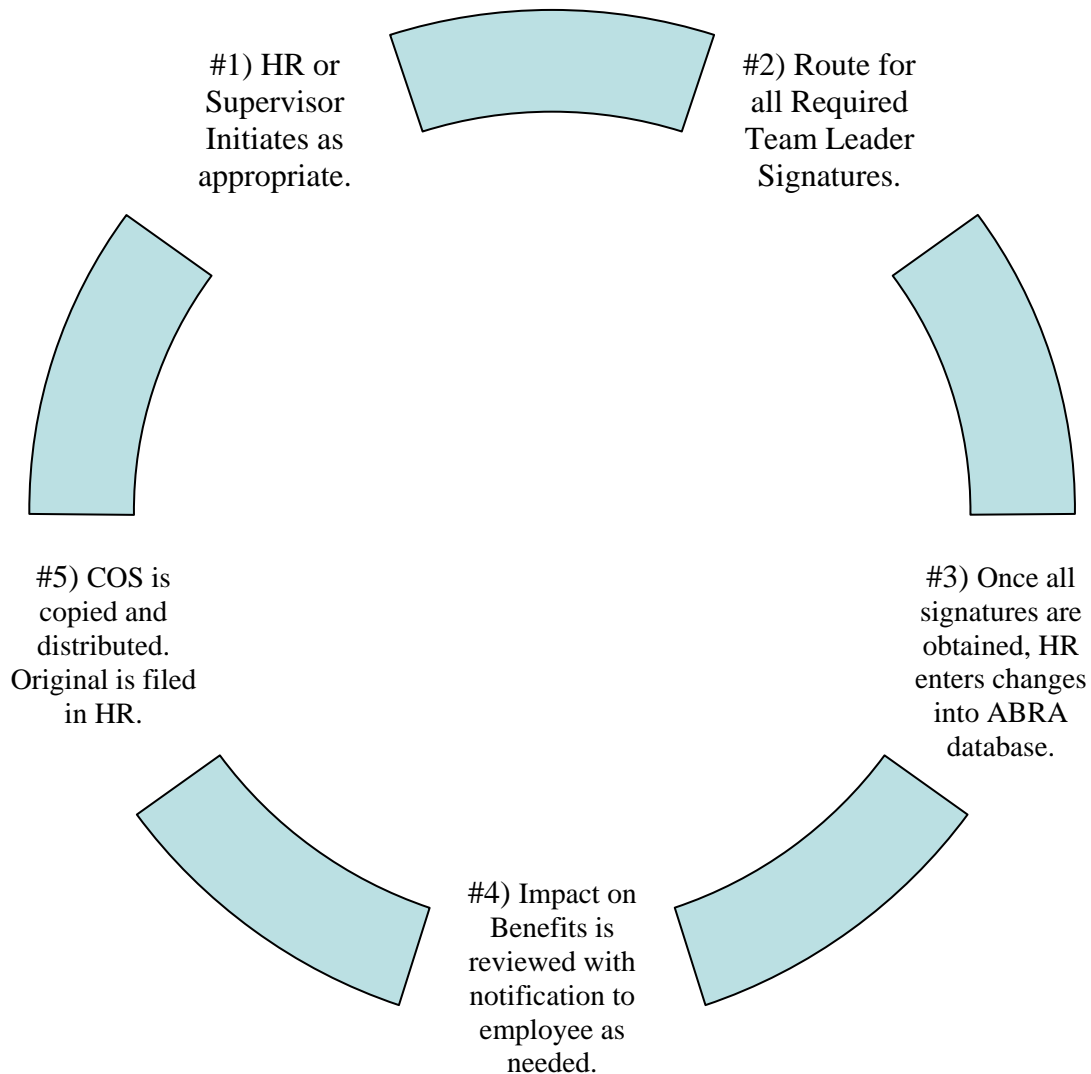 #1) HR or
Supervisor
Initiates as
appropriate.
#2) Route for
all Required
Team Leader
Signatures.
#3) Once all
signatures are
obtained, HR
enters changes
into ABRA
database.
#4) Impact on
Benefits is
reviewed with
notification to
employee as
needed.
#5) COS is
copied and
distributed.
Original is filed
in HR.